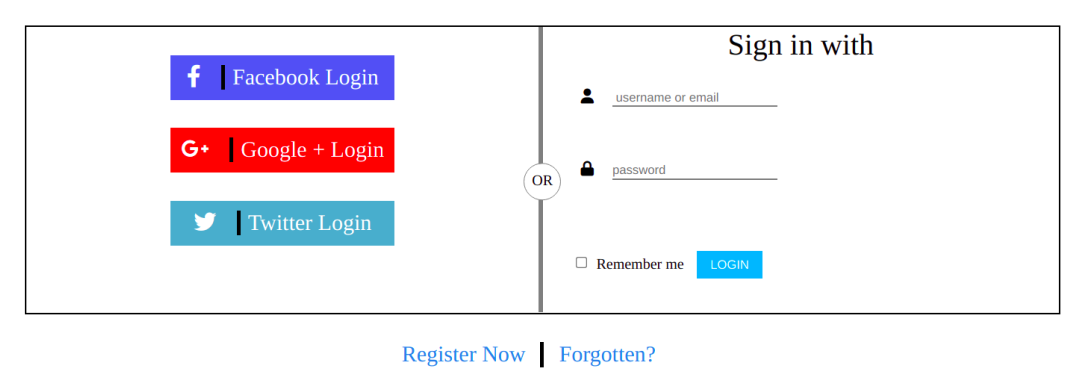 Facebook Login
G+
Google + Login
Twitter Login
OR
Sign in with
username or email
password
Remember me
LOGIN
Register Now
Forgotten?